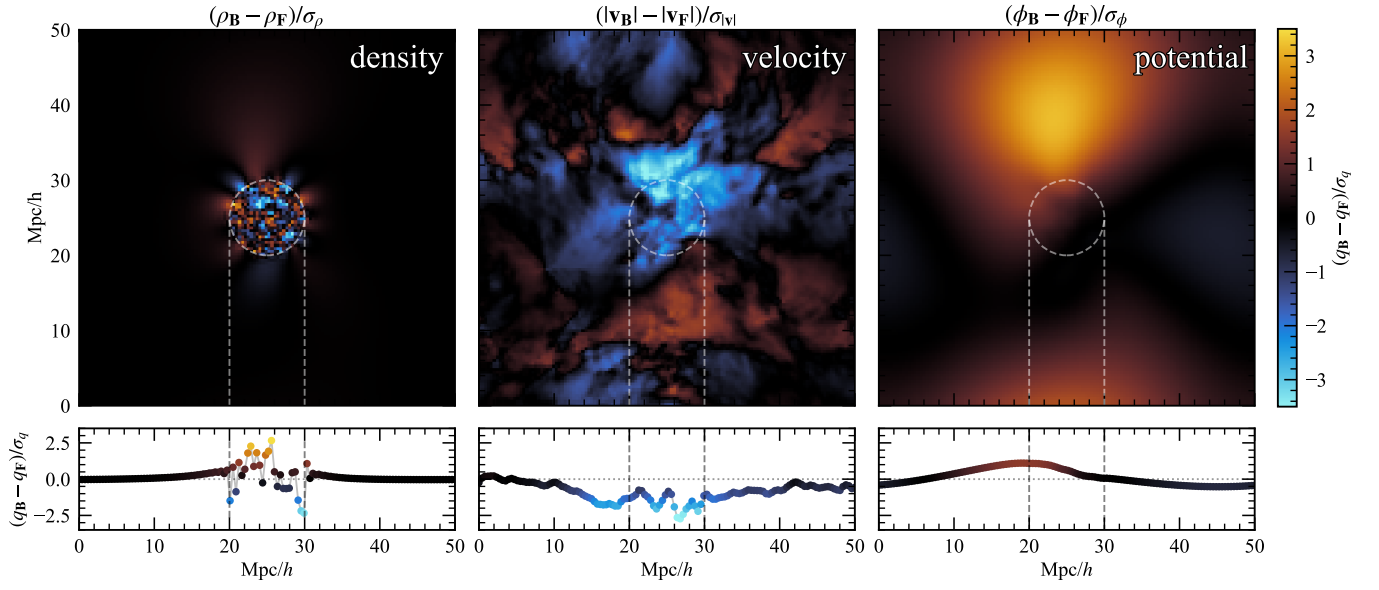 (ρB − ρF)/σρ
(|vB| − |vF|)/σ|v|
(ϕB − ϕF)/σϕ
density
velocity
potential
50
40
30
20
10
0
Mpc/h
3
2
1
0
−1
−2
−3
(qB − qF)/σq
2.5
0.0
−2.5
(qB − qF)/σq
0 10 20 30 40 50
0 10 20 30 40 50
0 10 20 30 40 50
Mpc/h
Mpc/h
Mpc/h